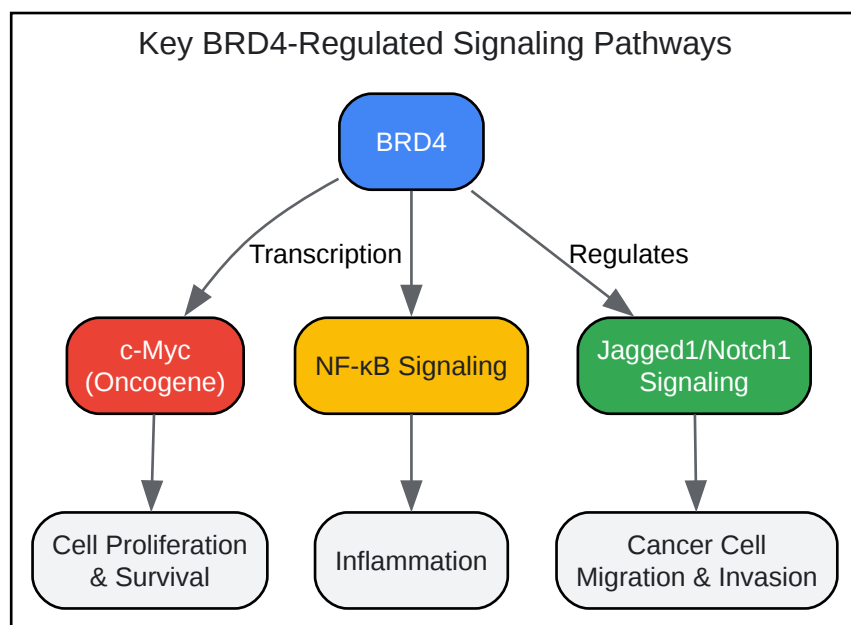 Key BRD4-Regulated Signaling Pathways
BRD4
Transcription
Regulates
c-Myc
(Oncogene)
NF-κB Signaling
Jagged1/Notch1
Signaling
Cell Proliferation
& Survival
Inflammation
Cancer Cell
Migration & Invasion